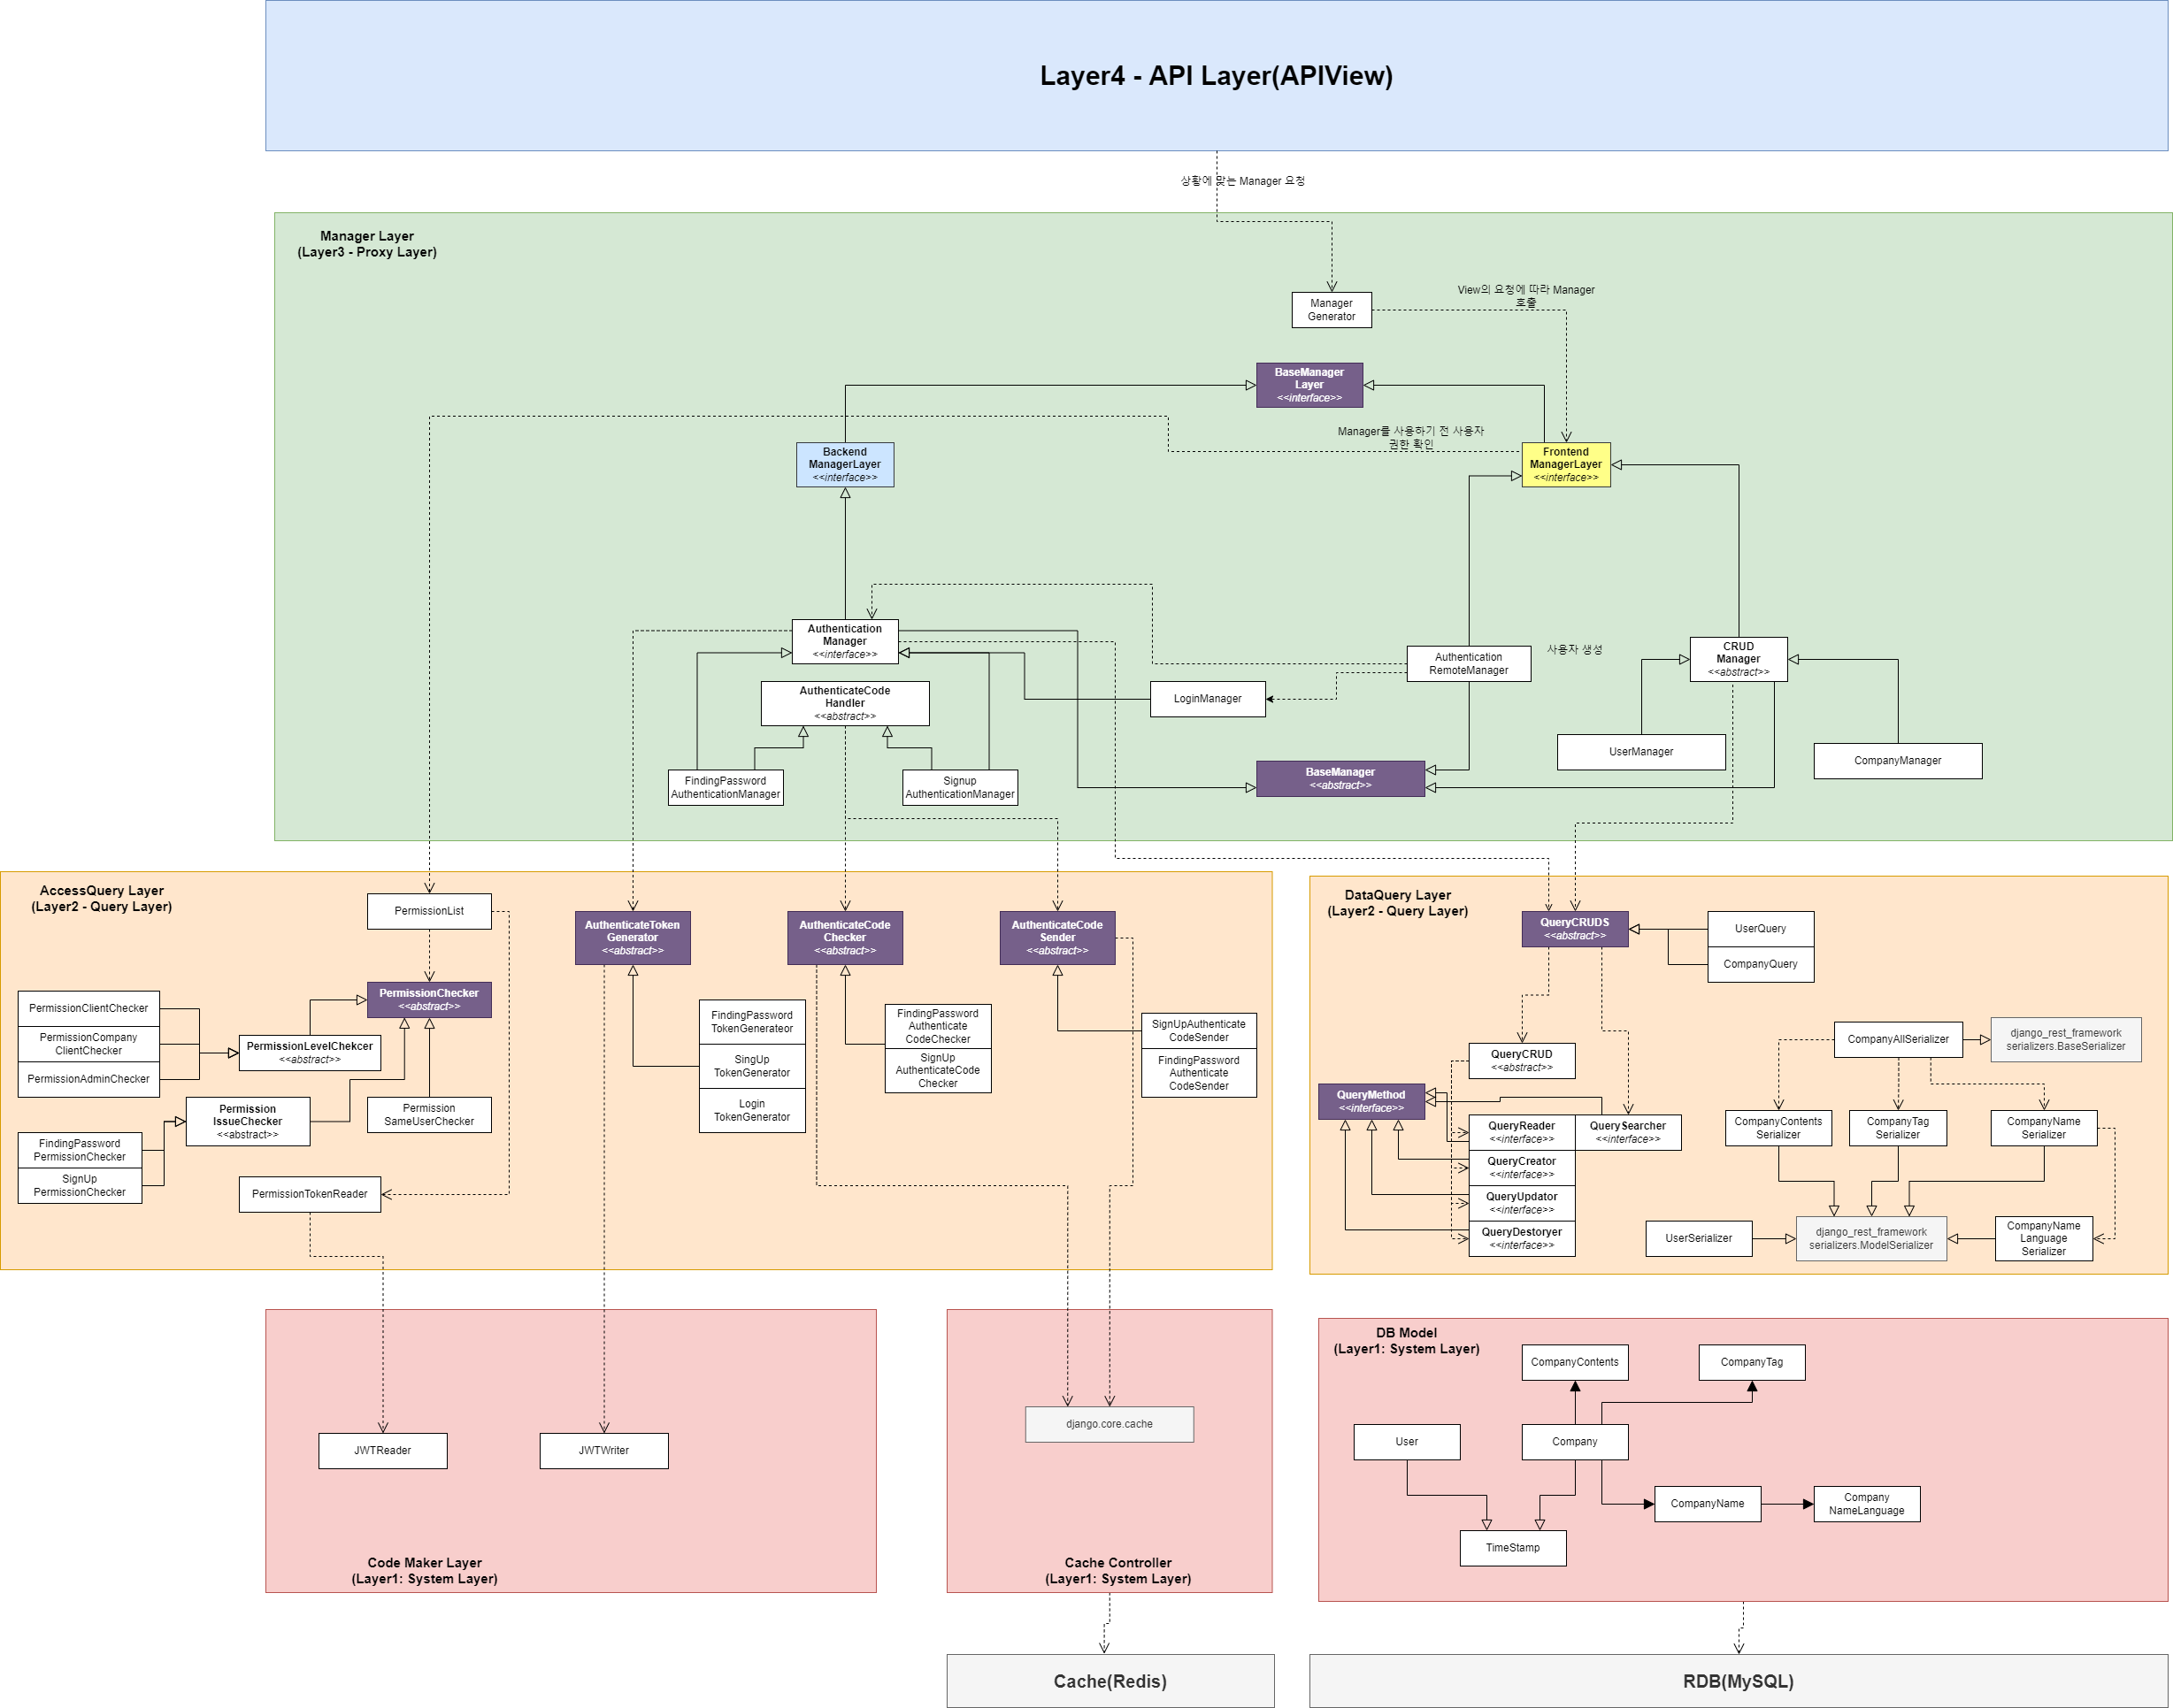 Layer4 - API Layer(APIView)
상황에 맞는 Manager 요청
Manager Layer
(Layer3 - Proxy Layer)
Manager
Generator
View의 요청에 따라 Manager
호출
BaseManager
Layer
<<interface>>
Manager를 사용하기 전 사용자
권한 확인
Backend
ManagerLayer
<<interface>>
Frontend
ManagerLayer
<<interface>>
Authentication
Manager
<<interface>>
Authentication
RemoteManager
사용자 생성
CRUD
Manager
<<abstract>>
AuthenticateCode
Handler
<<abstract>>
LoginManager
UserManager
CompanyManager
FindingPassword
AuthenticationManager
Signup
AuthenticationManager
BaseManager
<<abstract>>
AccessQuery Layer
(Layer2 - Query Layer)
PermissionList
AuthenticateToken
Generator
<<abstract>>
AuthenticateCode
Checker
<<abstract>>
AuthenticateCode
Sender
<<abstract>>
PermissionChecker
<<abstract>>
PermissionClientChecker
PermissionCompany
ClientChecker
PermissionAdminChecker
PermissionLevelChekcer
<<abstract>>
Permission
IssueChecker
<<abstract>>
Permission
SameUserChecker
FindingPassword
PermissionChecker
SignUp
PermissionChecker
PermissionTokenReader
FindingPassword
TokenGenerateor
SingUp
TokenGenerator
Login
TokenGenerator
FindingPassword
Authenticate
CodeChecker
SignUp
AuthenticateCode
Checker
SignUpAuthenticate
CodeSender
FindingPassword
Authenticate
CodeSender
DataQuery Layer
(Layer2 - Query Layer)
QueryCRUDS
<<abstract>>
UserQuery
CompanyQuery
QueryCRUD
<<abstract>>
QueryMethod
<<interface>>
QueryReader
<<interface>>
QuerySearcher
<<interface>>
QueryCreator
<<interface>>
QueryUpdator
<<interface>>
QueryDestoryer
<<interface>>
CompanyAllSerializer
django_rest_framework
serializers.BaseSerializer
CompanyContents
Serializer
CompanyTag
Serializer
CompanyName
Serializer
UserSerializer
django_rest_framework
serializers.ModelSerializer
CompanyName
Language
Serializer
JWTReader
JWTWriter
Code Maker Layer
(Layer1: System Layer)
django.core.cache
Cache Controller
(Layer1: System Layer)
DB Model
(Layer1: System Layer)
CompanyContents
CompanyTag
User
Company
CompanyName
Company
NameLanguage
TimeStamp
Cache(Redis)
RDB(MySQL)